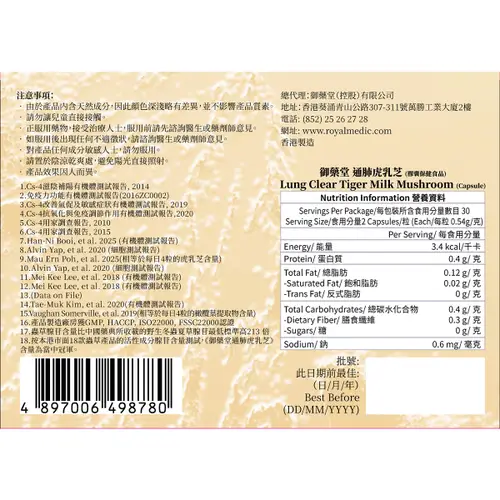 注意事項:
· 由於產品內含天然成分,因此顏色深淺略有差異,並不影響產品質素。
· 請勿讓兒童直接接觸。
· 正服用藥物,接受治療人士,服用前請先諮詢醫生或藥劑師意見。
· 如服用後出現任何不適徵狀,請諮詢醫生或藥劑師意見。
· 對產品任何成分敏感人士,請勿服用。
· 請置於陰涼乾爽處,避免陽光直接照射。
· 產品效果因人而異。
1.Cs-4滋陰補陽有機體測試報告, 2014
2.免疫力功能有機體測試報告(2016ZC0002)
3.Cs-4改善氣促及敏感症狀有機體測試報告, 2019
4.Cs-4抗氧化與免疫調節作用有機體測試報告, 2020
5.Cs-4用家調查報告, 2010
6.Cs-4用家調查報告, 2015
7.Han-Ni Booi, et al. 2025 (有機體測試報告)
8.Alvin Yap, et al. 2020 (細胞測試報告)
9.Mau Ern Poh, et al. 2025(相等於每日4粒的虎乳芝含量)
10.Alvin Yap, et al. 2020 (細胞測試報告)
11.Mei Kee Lee, et al. 2018 (有機體測試報告)
12.Mei Kee Lee, et al. 2018 (有機體測試報告)
13.(Data on File)
14.Tae-Muk Kim, et al. 2020(有機體測試報告)
15.Vaughan Somerville, et al. 2019(相等於每日4粒的橄欖葉提取物含量)
16.產品製造廠房獲GMP, HACCP, ISO22000, FSSC22000認證
17.蟲草酸苷含量比中國藥典所收載的野生冬蟲夏草腺苷最低標準高213 倍
18.按本港市面18款蟲草產品的活性成分腺苷含量測試,《御藥堂通肺虎乳芝》
含量為當中冠軍。
4 897006 498780
總代理: 御藥堂(控股)有限公司
地址: 香港葵涌青山公路307-311號萬勝工業大廈2樓
電話: (852) 25 26 27 28
網址: www.royalmedic.com
香港製造
御藥堂 通肺虎乳芝 (膠囊保健食品)
Lung Clear Tiger Milk Mushroom (Capsule)
Nutrition Information 營養資料
Servings Per Package/每包裝所含食用分量數目 30
Serving Size/食用分量2 Capsules/粒 (Each/每粒 0.54g/克)
Per Serving / 每食用分量
Energy/ 能量 3.4 kcal/千卡
Protein/ 蛋白質 0.4 g/ 克
Total Fat/ 總脂肪 0.12 g/ 克
-Saturated Fat/ 飽和脂肪 0.02 g/ 克
-Trans Fat/ 反式脂肪 0 g/ 克
Total Carbohydrates/ 總碳水化合物 0.4 g/ 克
-Dietary Fiber/ 膳食纖維 0.3 g/ 克
-Sugars/ 糖 0 g/ 克
Sodium/ 鈉 0.6 mg/ 毫克
批號:
此日期前最佳:
(日/月/年)
Best Before
(DD/MM/YYYY)